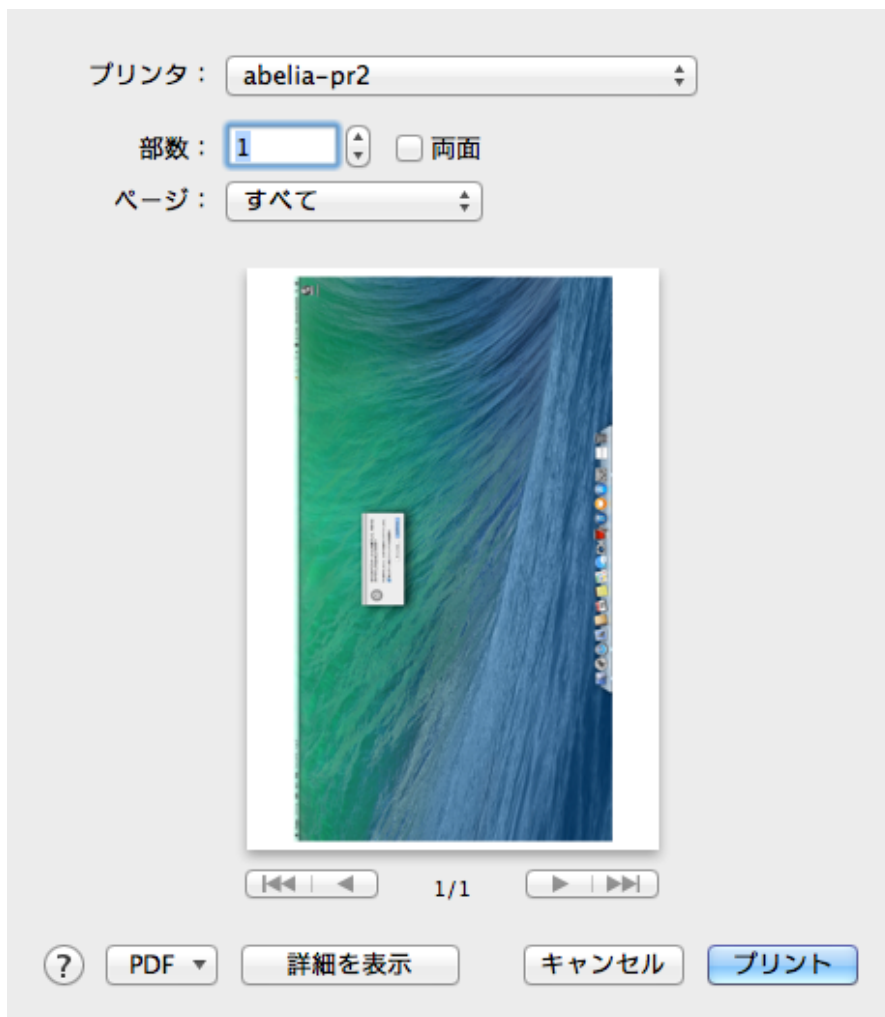 プリンタ： abelia-pr2
部数： 1 両面
ページ： すべて
1/1
? PDF 詳細を表示 キャンセル プリント